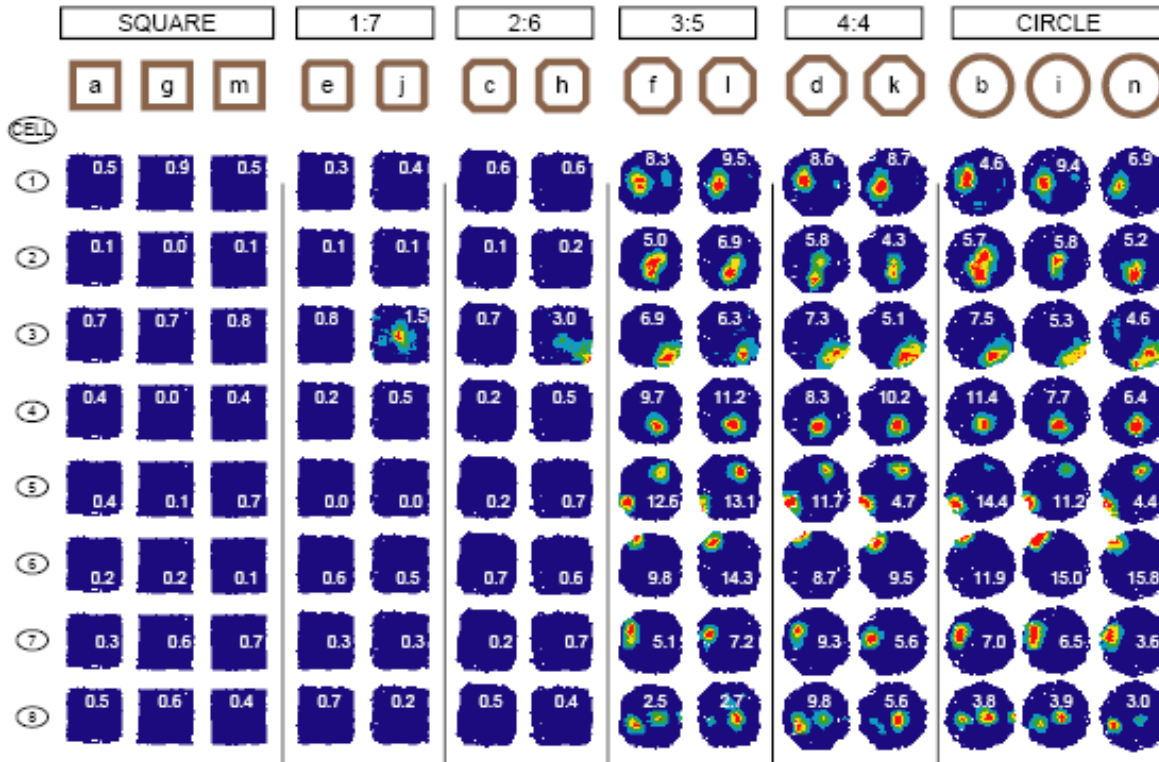 SQUARE 1:7 2:6 3:5 4:4 CIRCLE
a g m e j c h f l d k b i n
CELL
1 0.5 0.9 0.5 0.3 0.4 0.6 0.6 8.3 9.5 8.6 8.7 4.6 9.4 6.9
2 0.1 0.0 0.1 0.1 0.1 0.1 0.2 5.0 6.9 5.8 4.3 5.7 5.8 5.2
3 0.7 0.7 0.8 0.8 1.5 0.7 3.0 6.9 6.3 7.3 5.1 7.5 5.3 4.6
4 0.4 0.0 0.4 0.2 0.5 0.2 0.5 9.7 11.2 8.3 10.2 11.4 7.7 6.4
5 0.4 0.1 0.7 0.0 0.0 0.2 0.7 12.6 13.1 11.7 4.7 14.4 11.2 4.4
6 0.2 0.2 0.1 0.6 0.5 0.7 0.6 9.8 14.3 8.7 9.5 11.9 15.0 15.8
7 0.3 0.6 0.7 0.3 0.3 0.2 0.7 5.1 7.2 9.3 5.6 7.0 6.5 3.6
8 0.5 0.6 0.4 0.7 0.2 0.5 0.4 2.5 2.7 9.8 5.6 3.8 3.9 3.0